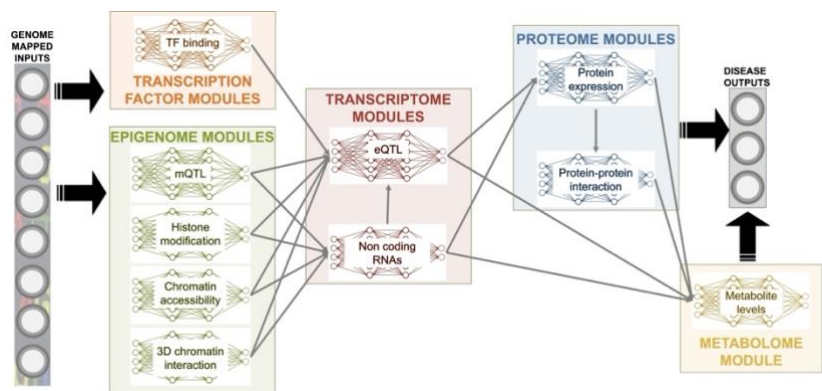 GENOME
MAPPED
INPUTS
TF binding
TRANSCRIPTION
FACTOR MODULES
EPIGENOME MODULES
mQTL
Histone
modification
Chromatin
accessibility
3D chromatin
interaction
TRANSCRIPTOME
MODULES
eQTL
Non coding
RNAs
PROTEOME MODULES
Protein
expression
Protein-protein
interaction
DISEASE
OUTPUTS
Metabolite
levels
METABOLOME
MODULE